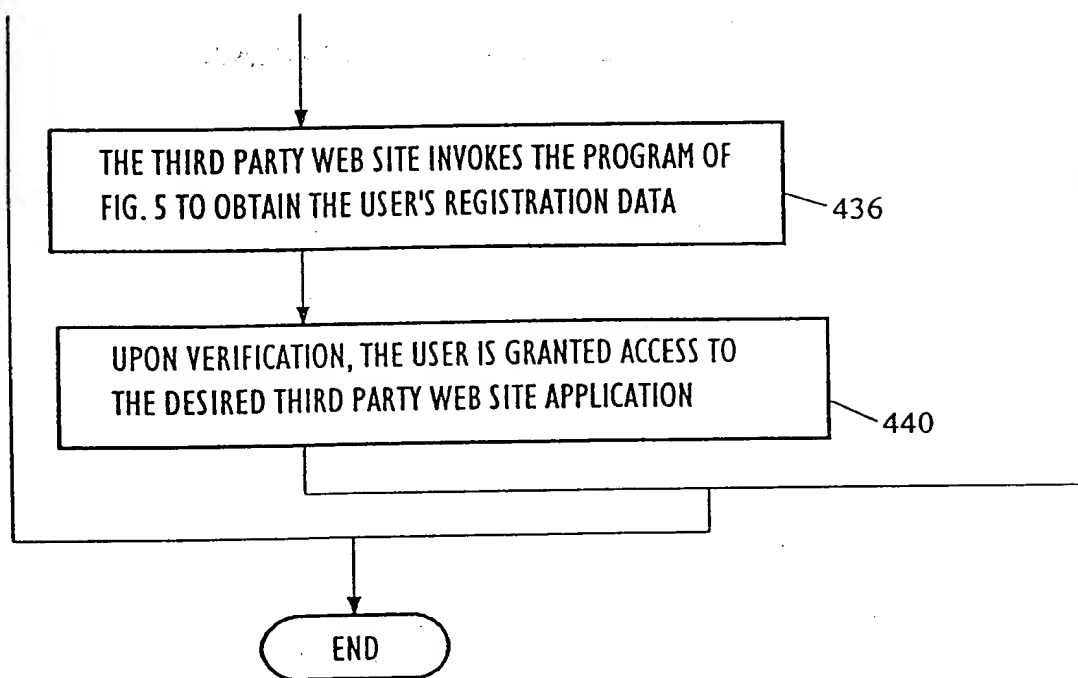 THE THIRD PARTY WEB SITE INVOKES THE PROGRAM OF
FIG. 5 TO OBTAIN THE USER'S REGISTRATION DATA
436
UPON VERIFICATION, THE USER IS GRANTED ACCESS TO
THE DESIRED THIRD PARTY WEB SITE APPLICATION
440
END